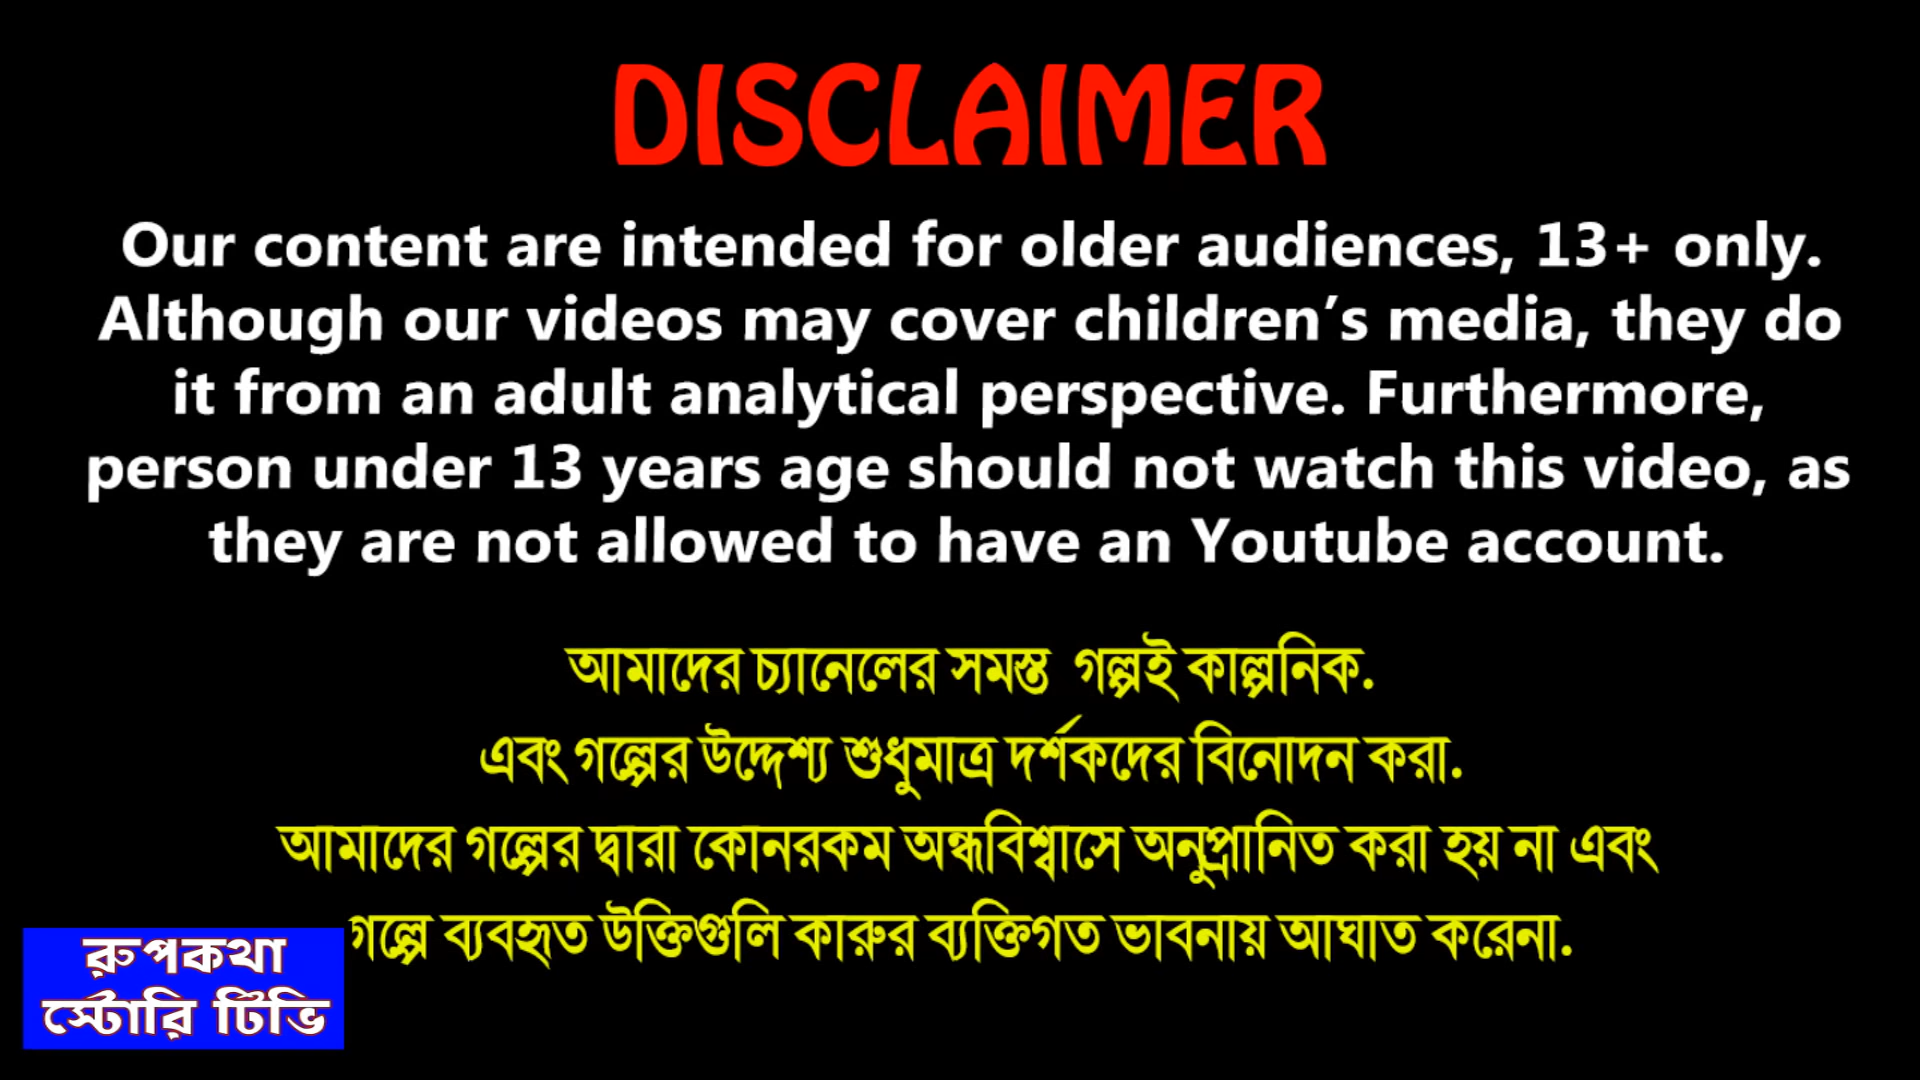 DISCLAIMER
Our content are intended for older audiences, 13+ only.
Although our videos may cover children’s media, they do
it from an adult analytical perspective. Furthermore,
person under 13 years age should not watch this video, as
they are not allowed to have an Youtube account.
আমাদের চ্যানেলের সমস্ত গল্পই কাল্পনিক.
এবং গল্পের উদ্দেশ্য শুধুমাত্র দর্শকদের বিনোদন করা.
আমাদের গল্পের দ্বারা কোনরকম অন্ধবিশ্বাসে অনুপ্রানিত করা হয় না এবং
গল্পে ব্যবহৃত উক্তিগুলি কারুর ব্যক্তিগত ভাবনায় আঘাত করেনা.
রুপকথা
স্টোরি টিভি